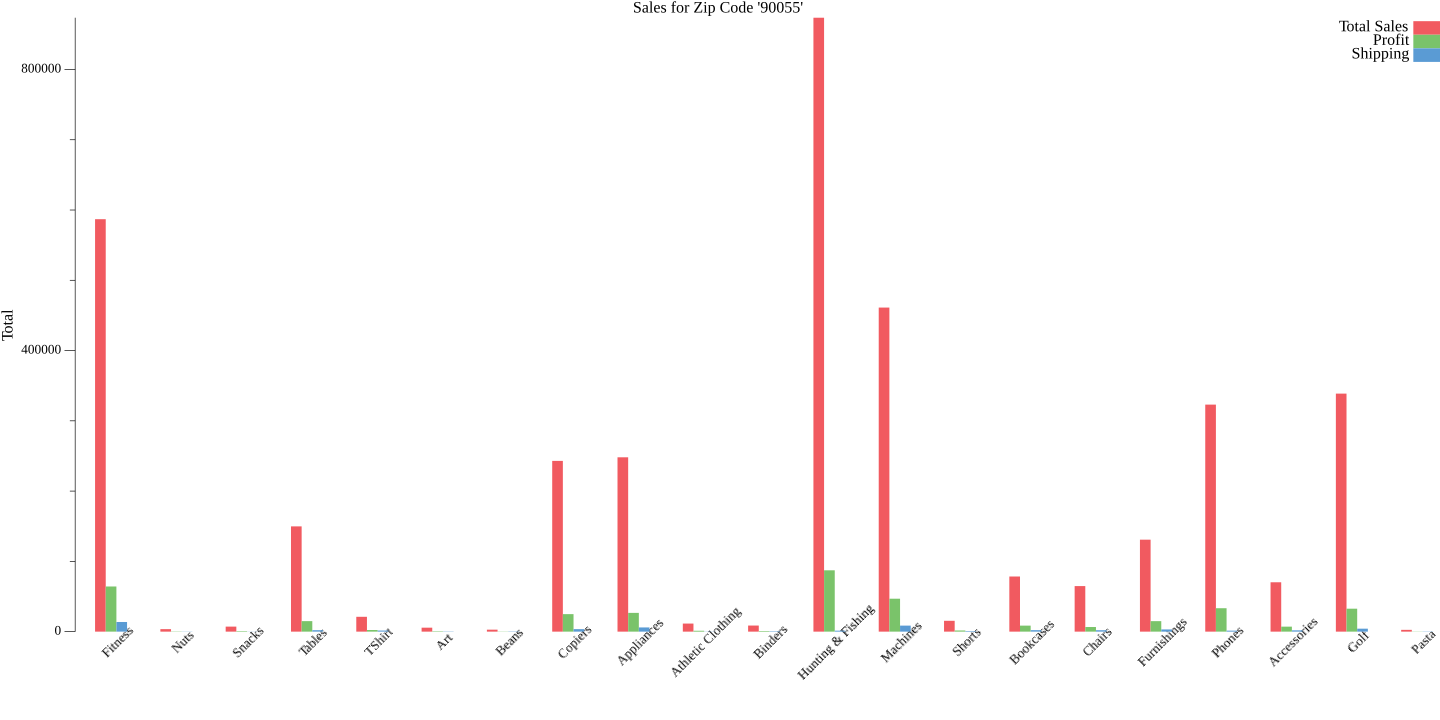 Sales for Zip Code '90055'
Total Sales
Profit
Shipping
800000
400000
0
Total
Fitness
Nuts
Snacks
Tables
TShirt
Art
Beans
Copiers
Appliances
Athletic Clothing
Binders
Hunting & Fishing
Machines
Shorts
Bookcases
Chairs
Furnishings
Phones
Accessories
Golf
Pasta